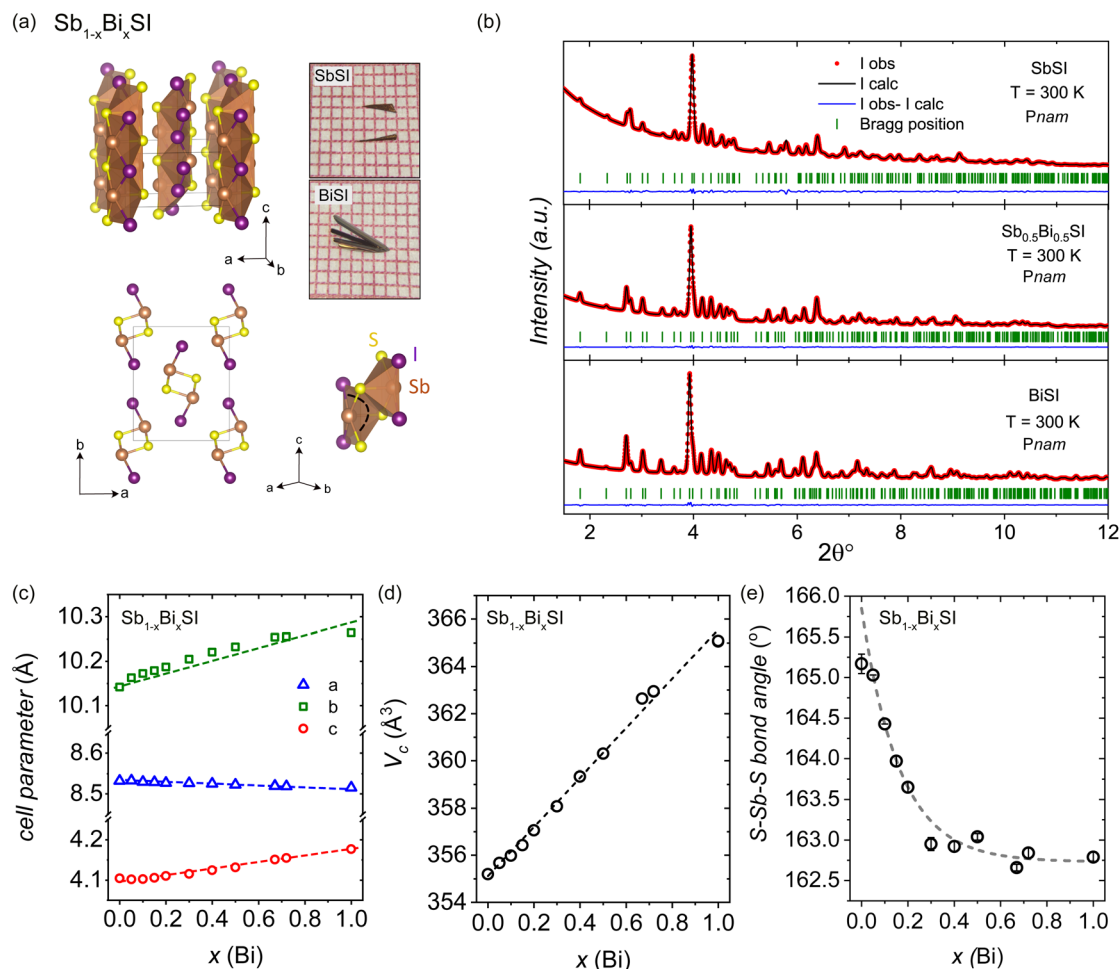 (a)
Sb₁₋ₓBiₓSI
SbSI
BiSI
c
a
b
S
I
Sb
b
a
c
a
b
(b)
I obs
I calc
I obs- I calc
Bragg position
SbSI
T = 300 K
Pnam
Sb₀.₅Bi₀.₅SI
T = 300 K
Pnam
BiSI
T = 300 K
Pnam
Intensity (a.u.)
2 4 6 8 10 12
2θ°
(c)
Sb₁₋ₓBiₓSI
10.3
10.2
10.1
8.6
8.5
4.2
4.1
a
b
c
cell parameter (Å)
0.0 0.2 0.4 0.6 0.8 1.0
x (Bi)
(d)
Sb₁₋ₓBiₓSI
366
364
362
360
358
356
354
V_c (Å³)
0.0 0.2 0.4 0.6 0.8 1.0
x (Bi)
(e)
Sb₁₋ₓBiₓSI
166.0
165.5
165.0
164.5
164.0
163.5
163.0
162.5
S-Sb-S bond angle (°)
0.0 0.2 0.4 0.6 0.8 1.0
x (Bi)